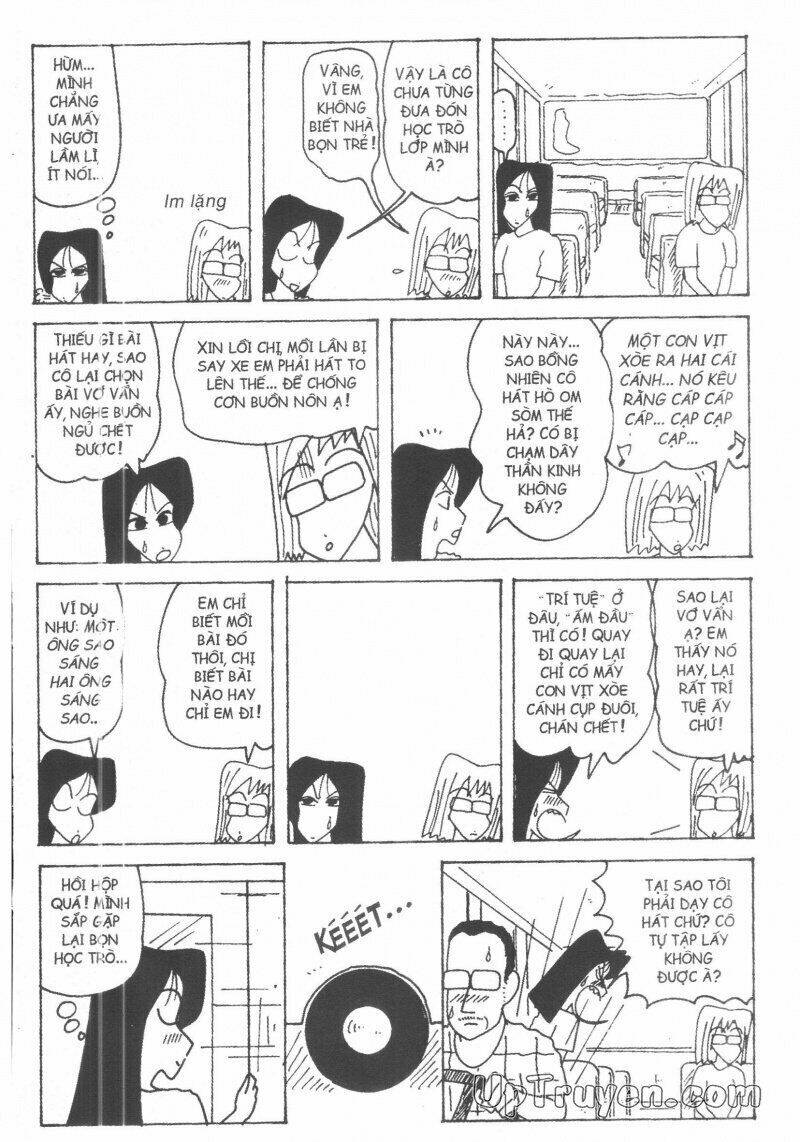 ......
VẬY LÀ CÔ
CHƯA TỪNG
ĐƯA ĐÓN
HỌC TRÒ
LỚP MÌNH
À?
VÂNG,
VÌ EM
KHÔNG
BIẾT NHÀ
BỌN TRẺ!
HỪM...
MÌNH
CHẲNG
ƯA MẤY
NGƯỜI
LẦM LÌ
ÍT NÓI...
Im lặng
MỘT CON VỊT
XÒE RA HAI CÁI
CÁNH... NÓ KÊU
RẰNG CÁP CÁP
CÁP... CẠP CẠP
CẠP...
NÀY NÀY...
SAO BỖNG
NHIÊN CÔ
HÁT HÒ OM
SÒM THẾ
HẢ? CÓ BỊ
CHẠM DÂY
THẦN KINH
KHÔNG
ĐẤY?
XIN LỖI CHỊ, MỖI LẦN BỊ
SAY XE EM PHẢI HÁT TO
LÊN THẾ... ĐỂ CHỐNG
CƠN BUỒN NÔN Ạ!
THIẾU GÌ BÀI
HÁT HAY, SAO
CÔ LẠI CHỌN
BÀI VỚ VẨN
ẤY, NGHE BUỒN
NGỦ CHẾT
ĐƯỢC!
SAO LẠI
VỚ VẨN
Ạ? EM
THẤY NÓ
HAY, LẠI
RẤT TRÍ
TUỆ ẤY
CHỨ!
"TRÍ TUỆ" Ở
ĐÂU, "ẤM ĐẦU"
THÌ CÓ! QUAY
ĐI QUAY LẠI
CHỈ CÓ MẤY
CON VỊT XÒE
CÁNH CỤP ĐUÔI,
CHÁN CHẾT!
EM CHỈ
BIẾT MỖI
BÀI ĐÓ
THÔI, CHỊ
BIẾT BÀI
NÀO HAY
CHỈ EM ĐI!
VÍ DỤ
NHƯ: MỘT
ÔNG SAO
SÁNG
HAI ÔNG
SÁNG
SAO..
TẠI SAO TÔI
PHẢI DẠY CÔ
HÁT CHỨ? CÔ
TỰ TẬP LẤY
KHÔNG
ĐƯỢC À?
KÉÉÉT...
HỒI HỘP
QUÁ! MÌNH
SẮP GẶP
LẠI BỌN
HỌC TRÒ...
UpTruyen.com